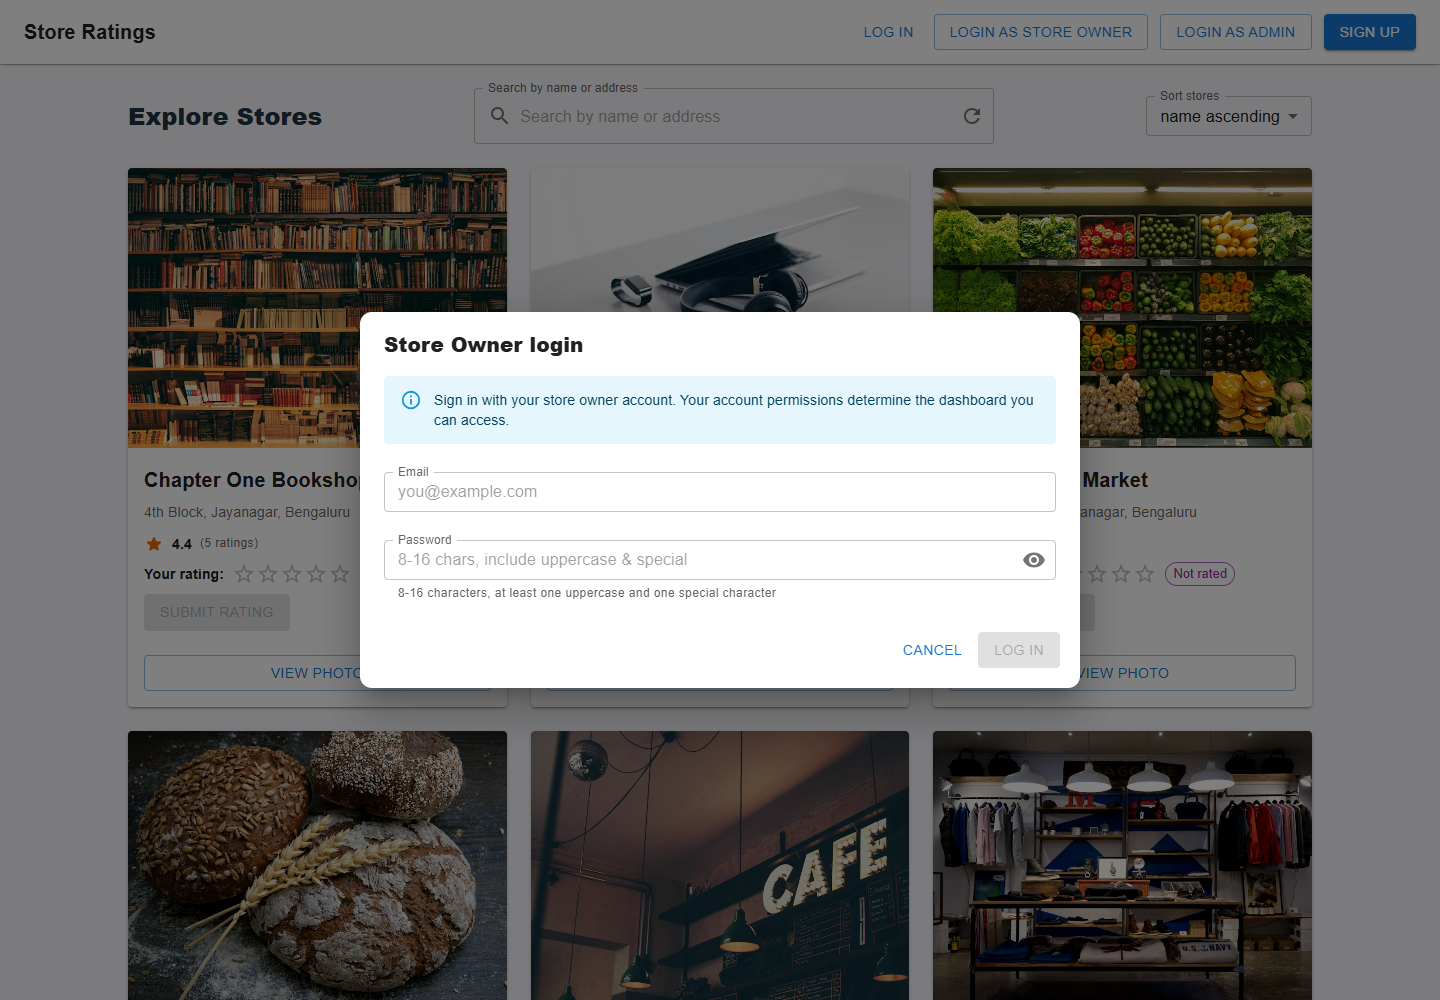 Store Ratings
LOG IN
LOGIN AS STORE OWNER
LOGIN AS ADMIN
SIGN UP
Explore Stores
Search by name or address
Search by name or address
Sort stores
name ascending
Store Owner login
Sign in with your store owner account. Your account permissions determine the dashboard you
can access.
Email
you@example.com
Password
8-16 chars, include uppercase & special
8-16 characters, at least one uppercase and one special character
CANCEL
LOG IN
Chapter One Bookshop
4th Block, Jayanagar, Bengaluru
4.4 (5 ratings)
Your rating:
SUBMIT RATING
VIEW PHOTO
Market
anagar, Bengaluru
Not rated
VIEW PHOTO
CAFE
U.S. NAVY